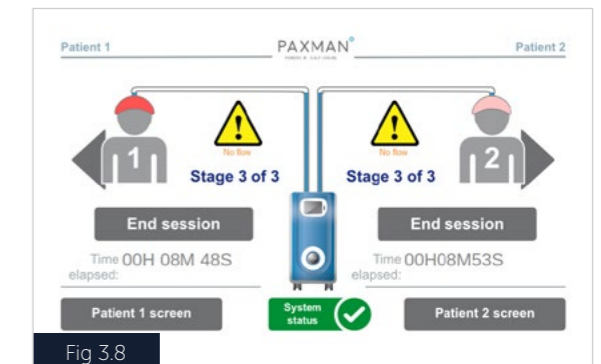 Patient 1
PAXMAN
Patient 2
No flow
No flow
Stage 3 of 3
Stage 3 of 3
1
2
End session
End session
Time 00H 08M 48S
elapsed:
Time 00H08M53S
elapsed:
Patient 1 screen
System
status
Patient 2 screen
Fig 3.8